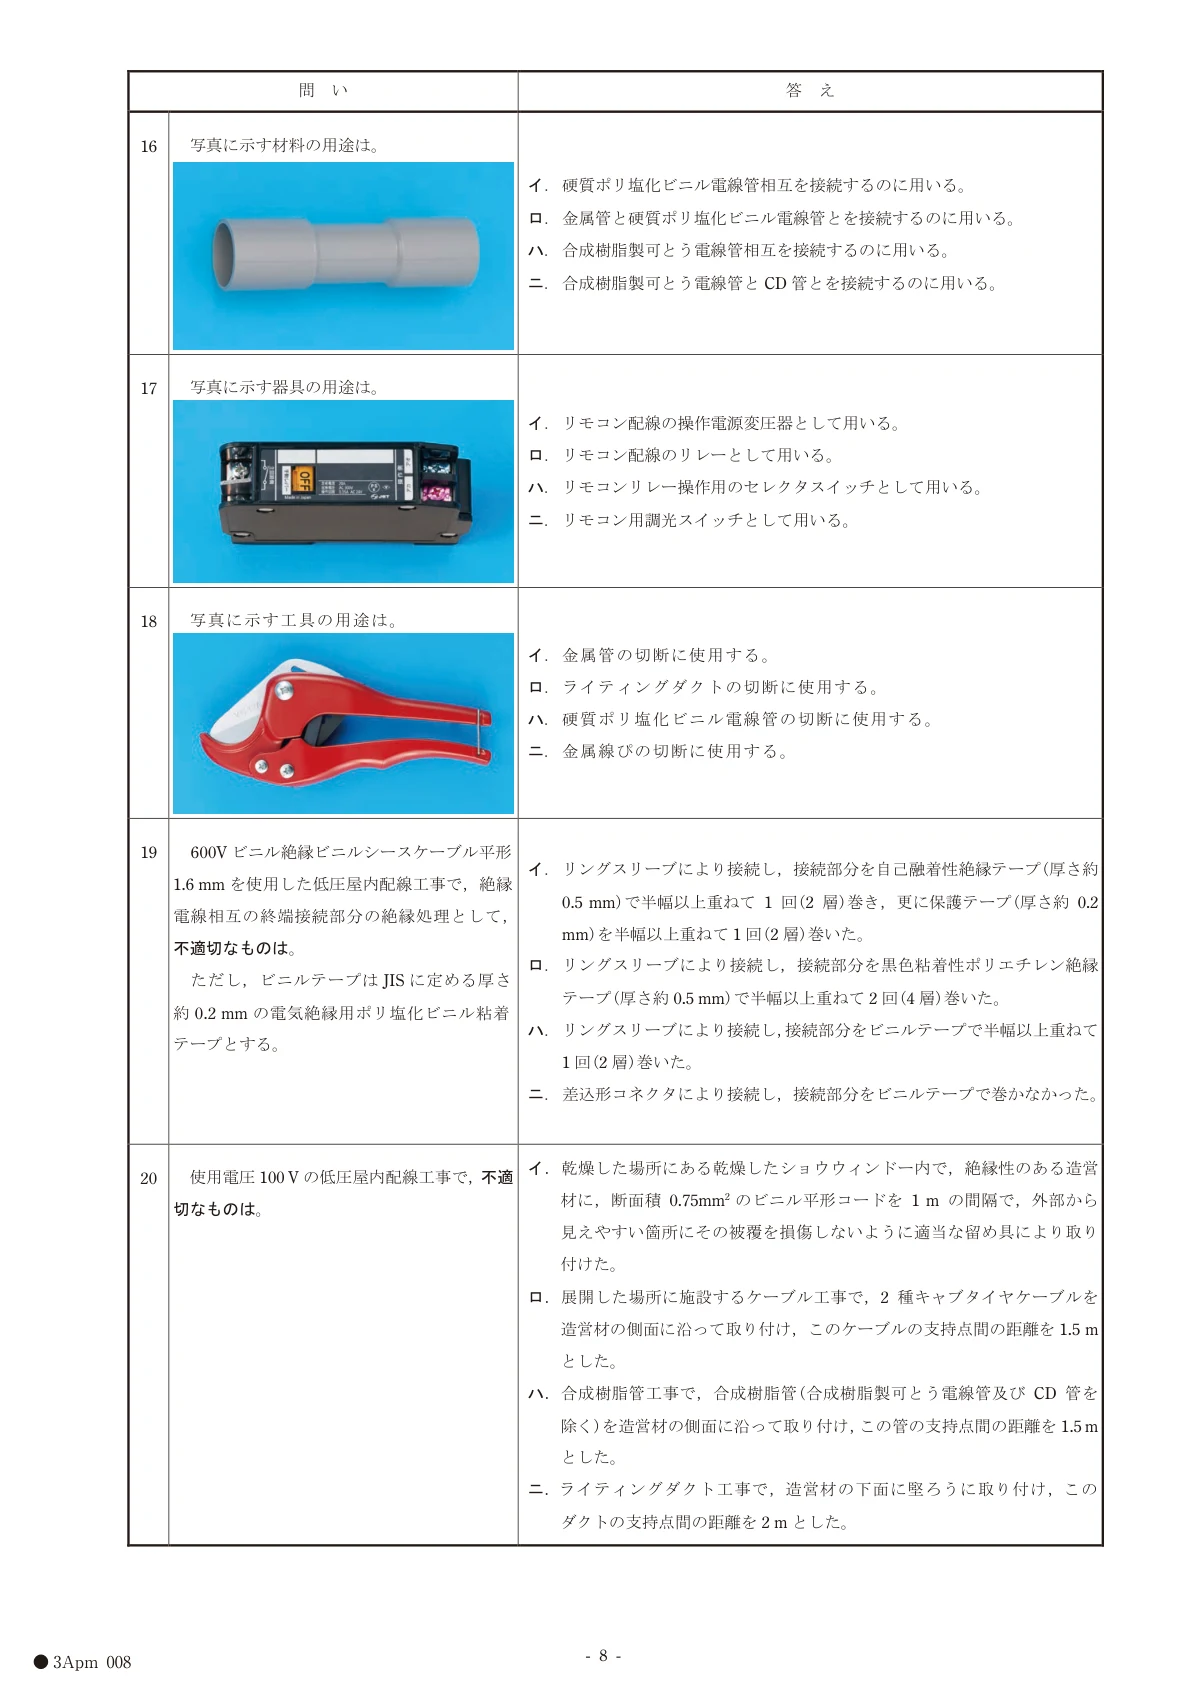 問　い
答　え
16
写真に示す材料の用途は。
イ．硬質ポリ塩化ビニル電線管相互を接続するのに用いる。
ロ．金属管と硬質ポリ塩化ビニル電線管とを接続するのに用いる。
ハ．合成樹脂製可とう電線管相互を接続するのに用いる。
ニ．合成樹脂製可とう電線管と CD 管とを接続するのに用いる。
17
写真に示す器具の用途は。
OFF
Made in Japan
JET
イ．リモコン配線の操作電源変圧器として用いる。
ロ．リモコン配線のリレーとして用いる。
ハ．リモコンリレー操作用のセレクタスイッチとして用いる。
ニ．リモコン用調光スイッチとして用いる。
18
写真に示す工具の用途は。
イ．金属管の切断に使用する。
ロ．ライティングダクトの切断に使用する。
ハ．硬質ポリ塩化ビニル電線管の切断に使用する。
ニ．金属線ぴの切断に使用する。
19
600V ビニル絶縁ビニルシースケーブル平形
1.6 mm を使用した低圧屋内配線工事で，絶縁
電線相互の終端接続部分の絶縁処理として，
不適切なものは。
ただし，ビニルテープは JIS に定める厚さ
約 0.2 mm の電気絶縁用ポリ塩化ビニル粘着
テープとする。
イ．リングスリーブにより接続し，接続部分を自己融着性絶縁テープ(厚さ約
0.5 mm)で半幅以上重ねて 1 回(2 層)巻き，更に保護テープ(厚さ約 0.2
mm)を半幅以上重ねて 1 回(2 層)巻いた。
ロ．リングスリーブにより接続し，接続部分を黒色粘着性ポリエチレン絶縁
テープ(厚さ約 0.5 mm)で半幅以上重ねて 2 回(4 層)巻いた。
ハ．リングスリーブにより接続し，接続部分をビニルテープで半幅以上重ねて
1 回(2 層)巻いた。
ニ．差込形コネクタにより接続し，接続部分をビニルテープで巻かなかった。
20
使用電圧 100 V の低圧屋内配線工事で，不適
切なものは。
イ．乾燥した場所にある乾燥したショウウィンドー内で，絶縁性のある造営
材に，断面積 0.75mm² のビニル平形コードを 1 m の間隔で，外部から
見えやすい箇所にその被覆を損傷しないように適当な留め具により取り
付けた。
ロ．展開した場所に施設するケーブル工事で，2 種キャブタイヤケーブルを
造営材の側面に沿って取り付け，このケーブルの支持点間の距離を 1.5 m
とした。
ハ．合成樹脂管工事で，合成樹脂管(合成樹脂製可とう電線管及び CD 管を
除く)を造営材の側面に沿って取り付け，この管の支持点間の距離を 1.5 m
とした。
ニ．ライティングダクト工事で，造営材の下面に堅ろうに取り付け，この
ダクトの支持点間の距離を 2 m とした。
- 8 -
●3Apm 008